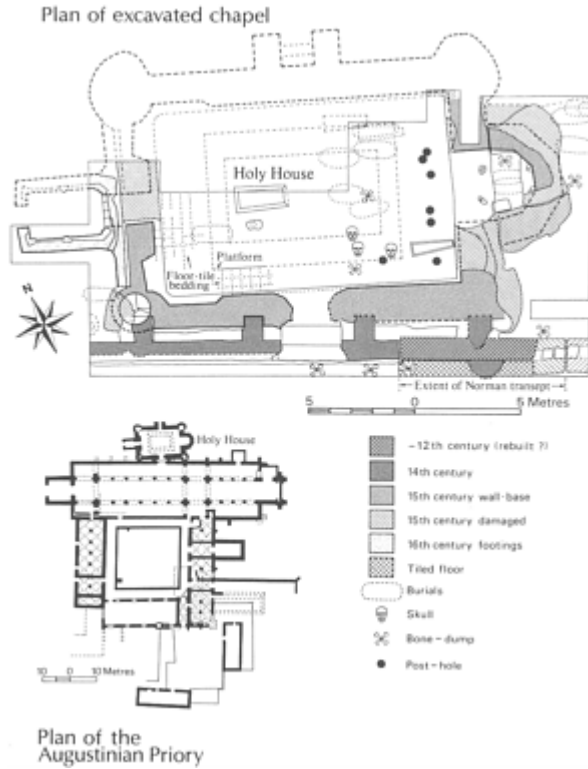 Plan of excavated chapel
Holy House
Platform
Floor-tile
bedding
N
Extent of Norman transept
5 0 5 Metres
Holy House
~12th century (rebuilt ?)
14th century
15th century wall-base
15th century damaged
16th century footings
Tiled floor
Burials
Skull
Bone-dump
Post-hole
10 0 10 Metres
Plan of the
Augustinian Priory